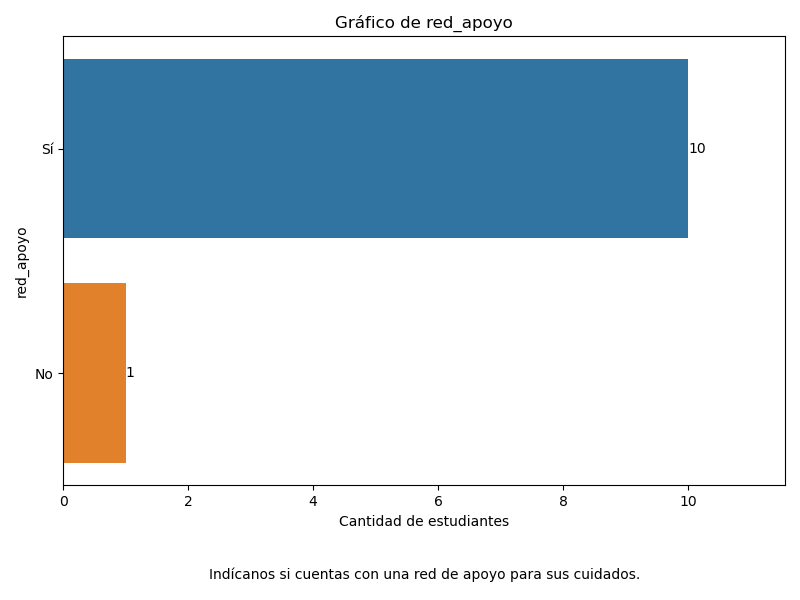 Gráfico de red_apoyo
Sí
10
red_apoyo
No
1
0 2 4 6 8 10
Cantidad de estudiantes
Indícanos si cuentas con una red de apoyo para sus cuidados.